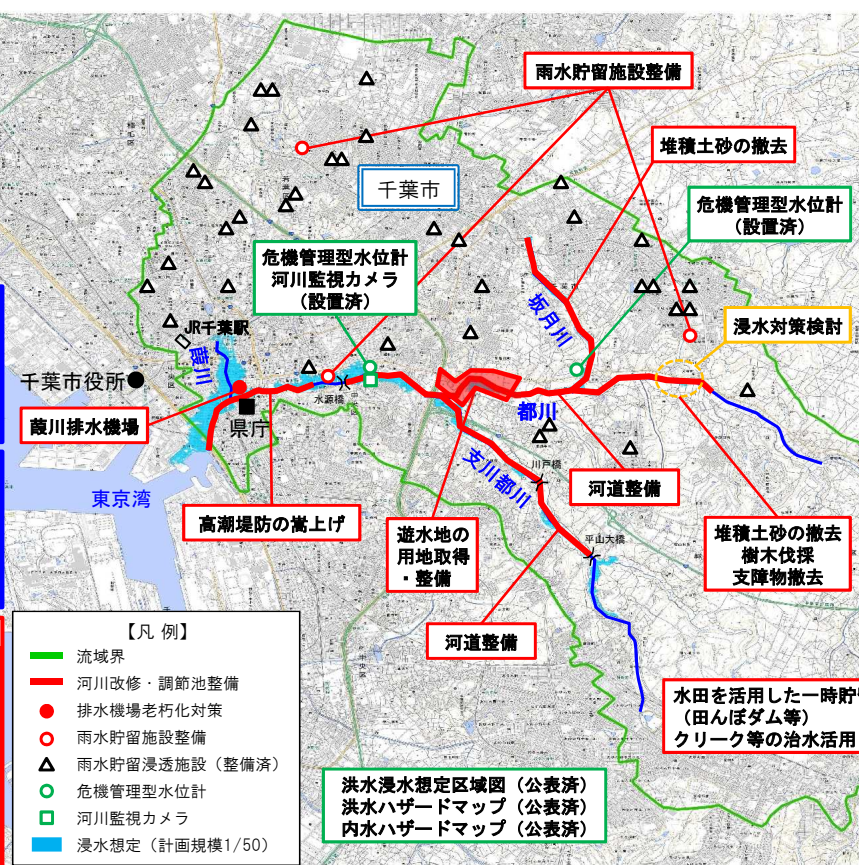 雨水貯留施設整備
堆積土砂の撤去
千葉市
危機管理型水位計
(設置済)
危機管理型水位計
河川監視カメラ
(設置済)
坂月川
浸水対策検討
JR千葉駅
葭川
千葉市役所
水源橋
都川
葭川排水機場
県庁
支川都川
川戸橋
河道整備
東京湾
高潮堤防の嵩上げ
遊水地の
用地取得
・整備
平山大橋
堆積土砂の撤去
樹木伐採
支障物撤去
河道整備
【凡 例】
流域界
河川改修・調節池整備
排水機場老朽化対策
雨水貯留施設整備
雨水貯留浸透施設（整備済）
危機管理型水位計
河川監視カメラ
浸水想定（計画規模1/50）
水田を活用した一時貯
（田んぼダム等）
クリーク等の治水活用
洪水浸水想定区域図（公表済）
洪水ハザードマップ（公表済）
内水ハザードマップ（公表済）